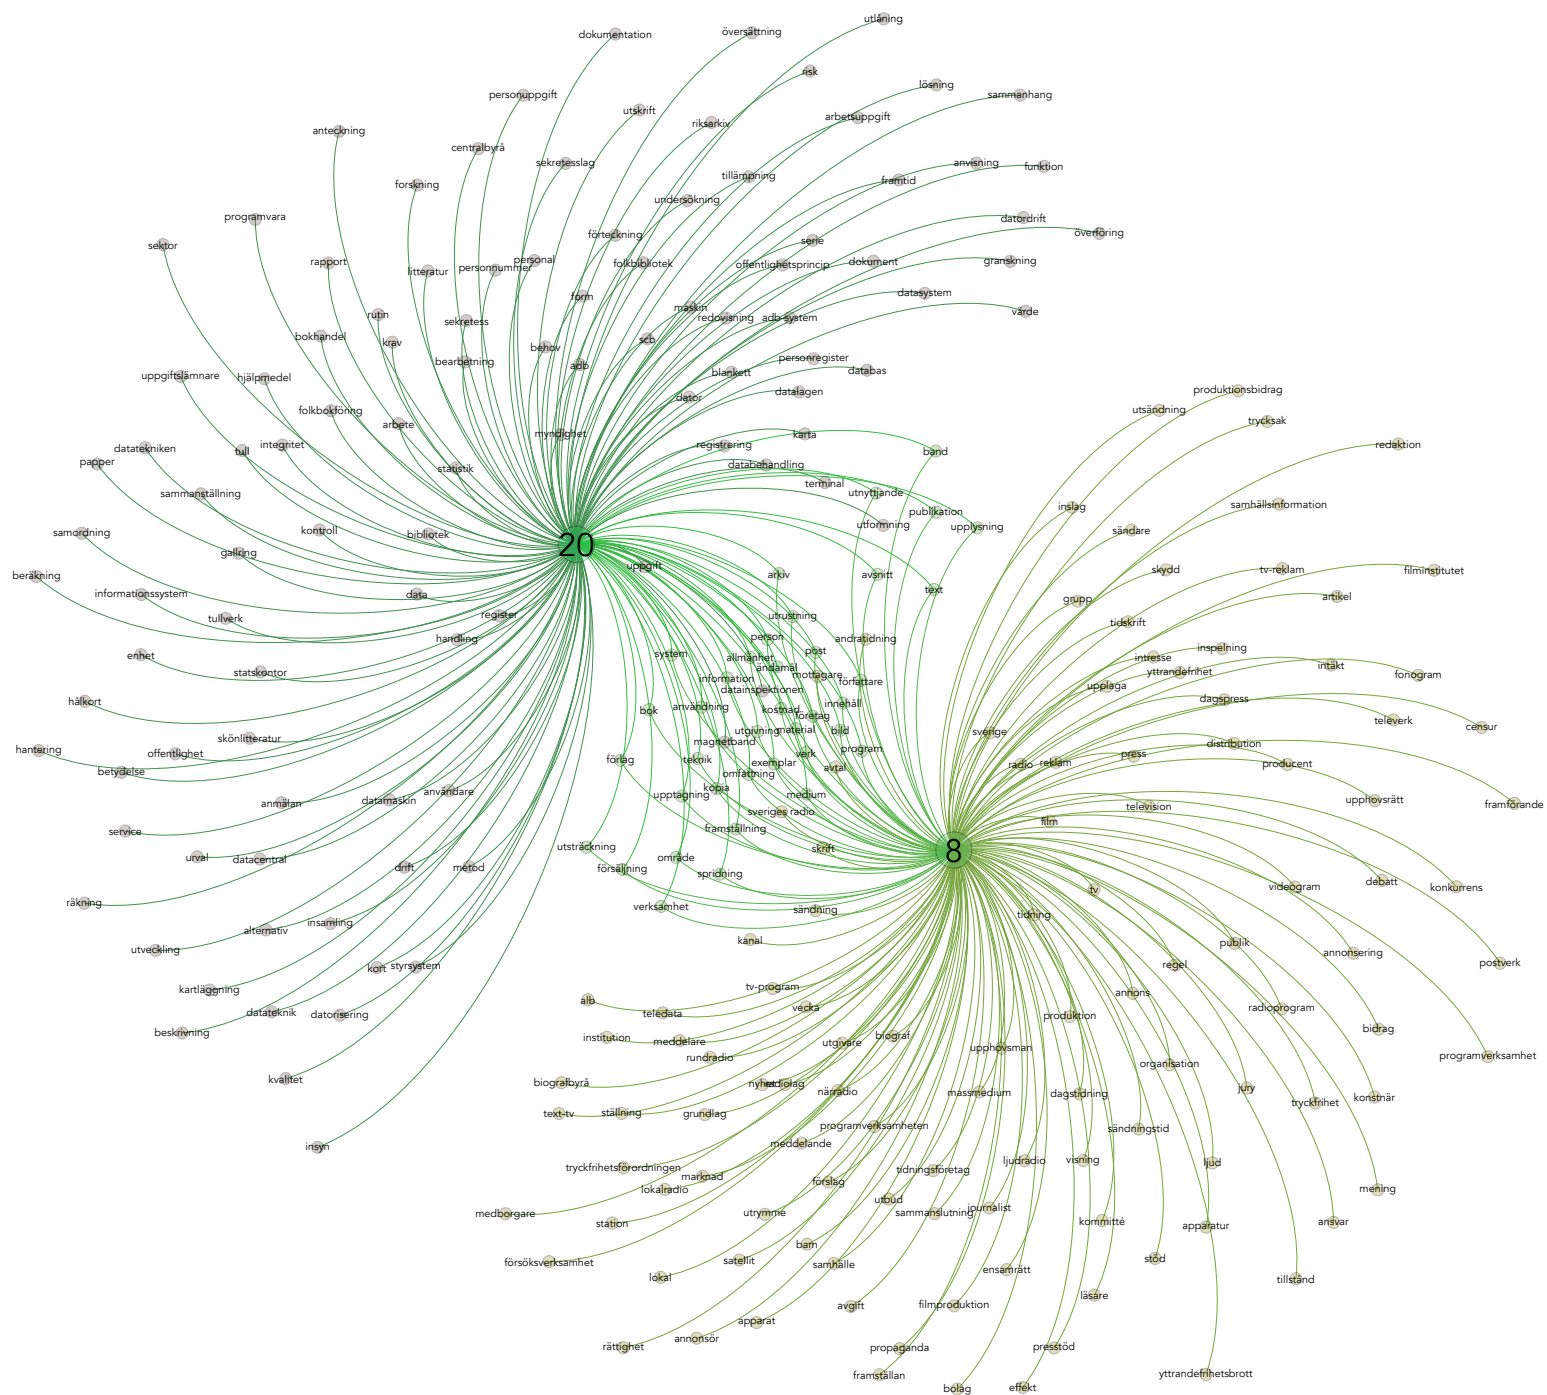 utlåning
dokumentation
översättning
risk
lösning
sammanhang
personuppgift
utskrift
riksarkiv
arbetsuppgift
anteckning
centralbyrå
sekretesslag
tillämpning
anvisning
funktion
framtid
forskning
undersökning
programvara
datordrift
sektor
förteckning
serie
överföring
rapport
litteratur
personnummer
personal
folkbibliotek
offentlighetsprincip
dokument
granskning
form
datasystem
maskin
värde
rutin
sekretess
redovisning
adb-system
bokhandel
krav
scb
behov
bearbetning
adb
personregister
databas
uppgiftslämnare
hjälpmedel
blankett
datalagen
dator
produktionsbidrag
folkbokföring
utsändning
arbete
trycksak
myndighet
karta
datatekniken
tull
integritet
registrering
band
redaktion
papper
statistik
databehandling
terminal
utnyttjande
sammanställning
publikation
inslag
samhällsinformation
samordning
kontroll
bibliotek
utformning
upplysning
sändare
20
gallring
uppgift
arkiv
avsnitt
skydd
tv-reklam
filminstitutet
beräkning
informationssystem
data
text
grupp
artikel
tullverk
register
utrustning
tidskrift
handling
person
andratidning
enhet
system
allmänhet
post
intresse
inspelning
statskontor
information
ändamål
mottagare
författare
yttrandefrihet
intäkt
fonogram
datainspektionen
upplaga
hålkort
bok
användning
kostnad
företag
innehåll
dagspress
televerk
censur
skönlitteratur
utgivning
material
bild
sverige
hantering
offentlighet
magnetband
verk
program
distribution
betydelse
förlag
teknik
exemplar
avtal
radio
reklam
press
producent
omfattning
anmälan
datamaskin
användare
upptagning
kopia
medium
upphovsrätt
framförande
service
sveriges radio
television
film
framställning
urval
datacentral
utsträckning
skrift
8
drift
metod
försäljning
område
spridning
tv
videogram
debatt
konkurrens
räkning
verksamhet
sändning
tidning
alternativ
insamling
kanal
publik
utveckling
annonsering
kort
styrsystem
regel
postverk
kartläggning
tv-program
annons
alb
teledata
vecka
radioprogram
datateknik
datorisering
produktion
beskrivning
institution
meddelare
utgivare
biograf
bidrag
rundradio
upphovsman
programverksamhet
organisation
kvalitet
biografbyrå
nyhet
radiolag
närradio
massmedium
dagstidning
jury
konstnär
text-tv
ställning
grundlag
tryckfrihet
programverksamheten
sändningstid
insyn
meddelande
tryckfrihetsförordningen
marknad
tidningsföretag
ljudradio
visning
ljud
lokalradio
förslag
mening
utbud
medborgare
station
utrymme
sammanslutning
journalist
kommitté
apparatur
ansvar
barn
försöksverksamhet
satellit
samhälle
stöd
lokal
ensamrätt
tillstånd
läsare
avgift
filmproduktion
apparat
annonsör
rättighet
propaganda
presstöd
framställan
yttrandefrihetsbrott
bolag
effekt